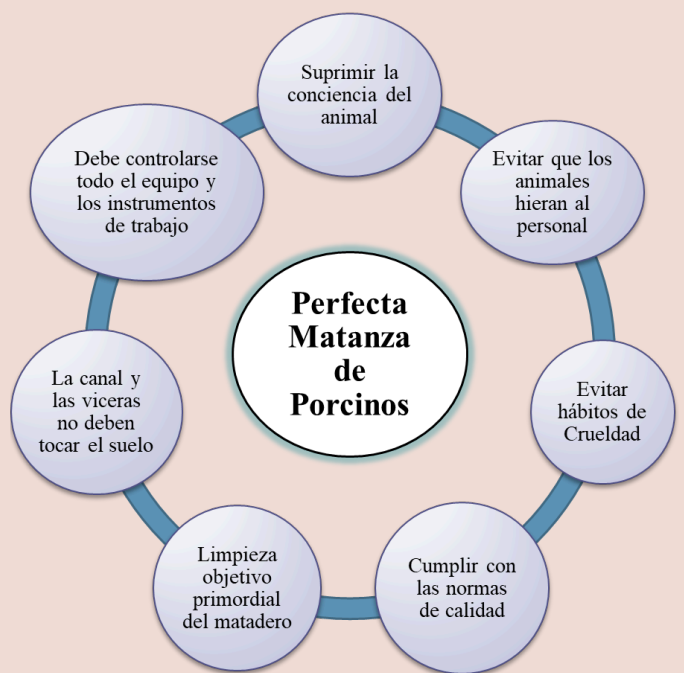 Suprimir la
conciencia del
animal
Evitar que los
animales
hieran al
personal
Evitar
hábitos de
Crueldad
Cumplir con
las normas
de calidad
Limpieza
objetivo
primordial
del matadero
La canal y
las viceras
no deben
tocar el suelo
Debe controlarse
todo el equipo y
los instrumentos
de trabajo
Perfecta
Matanza
de
Porcinos